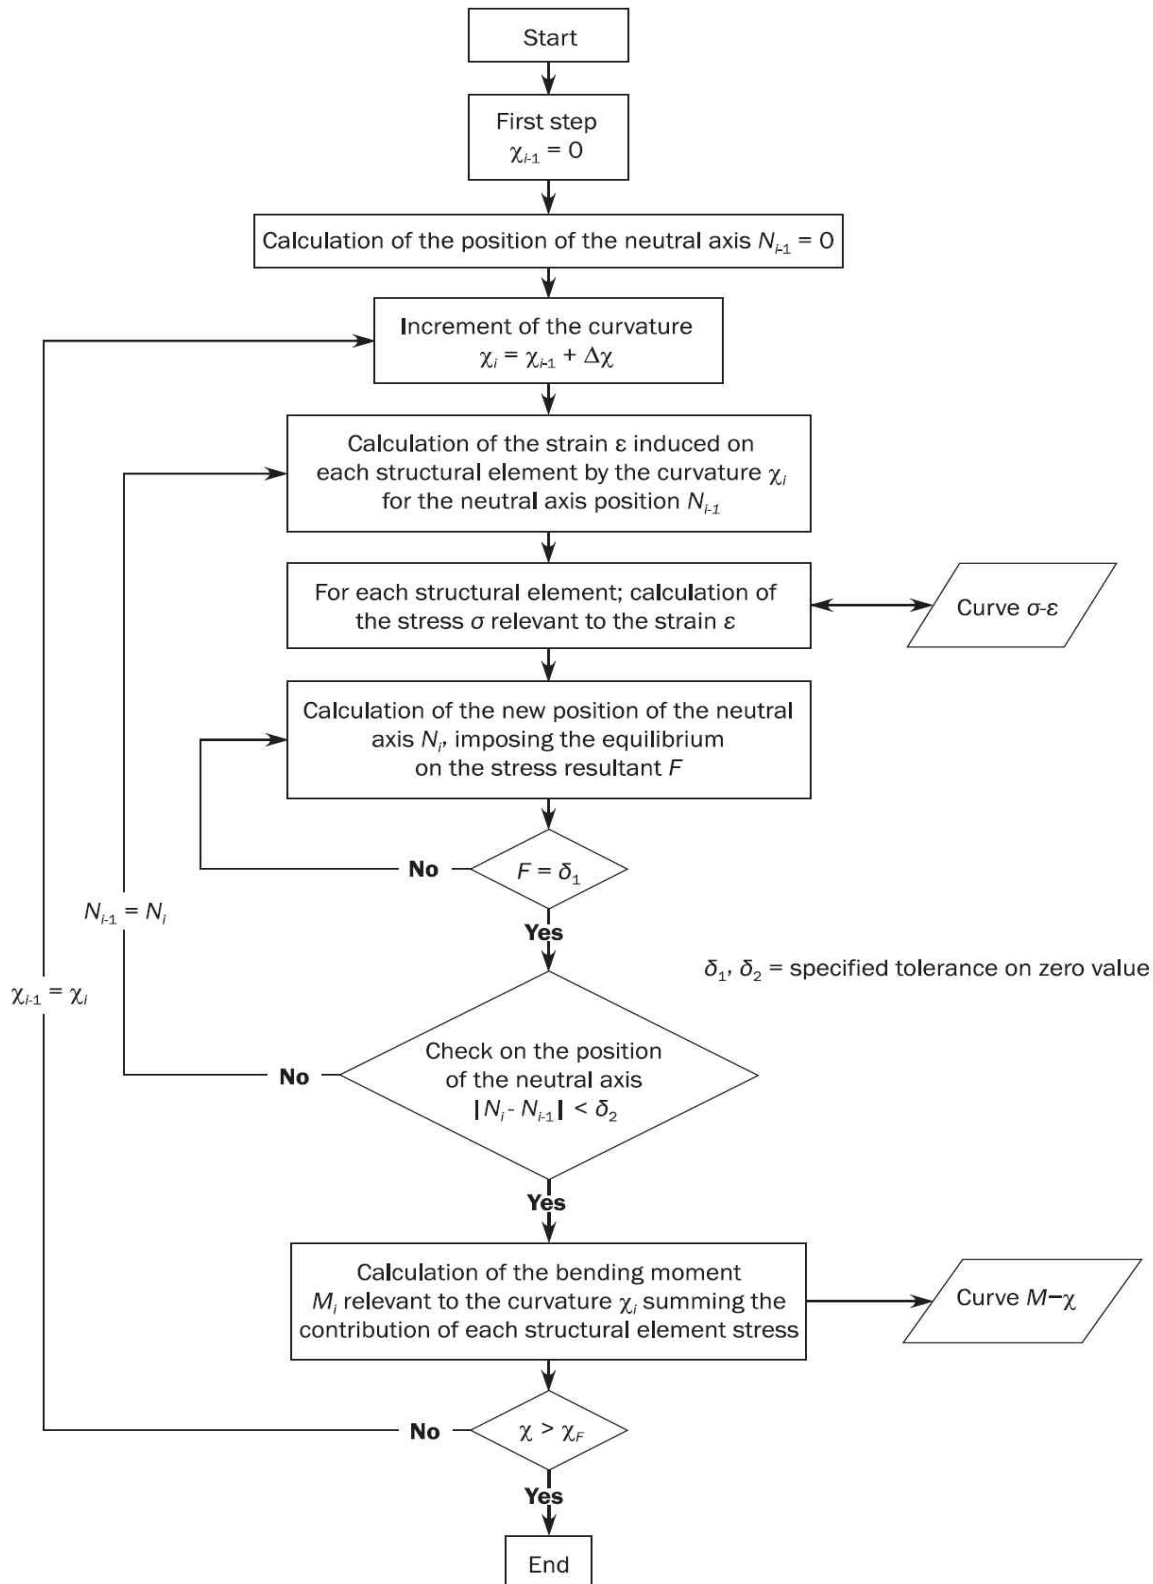 Start
First step
χᵢ₋₁ = 0
Calculation of the position of the neutral axis Nᵢ₋₁ = 0
Increment of the curvature
χᵢ = χᵢ₋₁ + Δχ
Calculation of the strain ε induced on
each structural element by the curvature χᵢ
for the neutral axis position Nᵢ₋₁
For each structural element; calculation of
the stress σ relevant to the strain ε
Curve σ-ε
Calculation of the new position of the neutral
axis Nᵢ, imposing the equilibrium
on the stress resultant F
F = δ₁
No
Nᵢ₋₁ = Nᵢ
Yes
δ₁, δ₂ = specified tolerance on zero value
χᵢ₋₁ = χᵢ
Check on the position
of the neutral axis
|Nᵢ - Nᵢ₋₁| < δ₂
No
Yes
Calculation of the bending moment
Mᵢ relevant to the curvature χᵢ summing the
contribution of each structural element stress
Curve M–χ
No
χ > χ_F
Yes
End